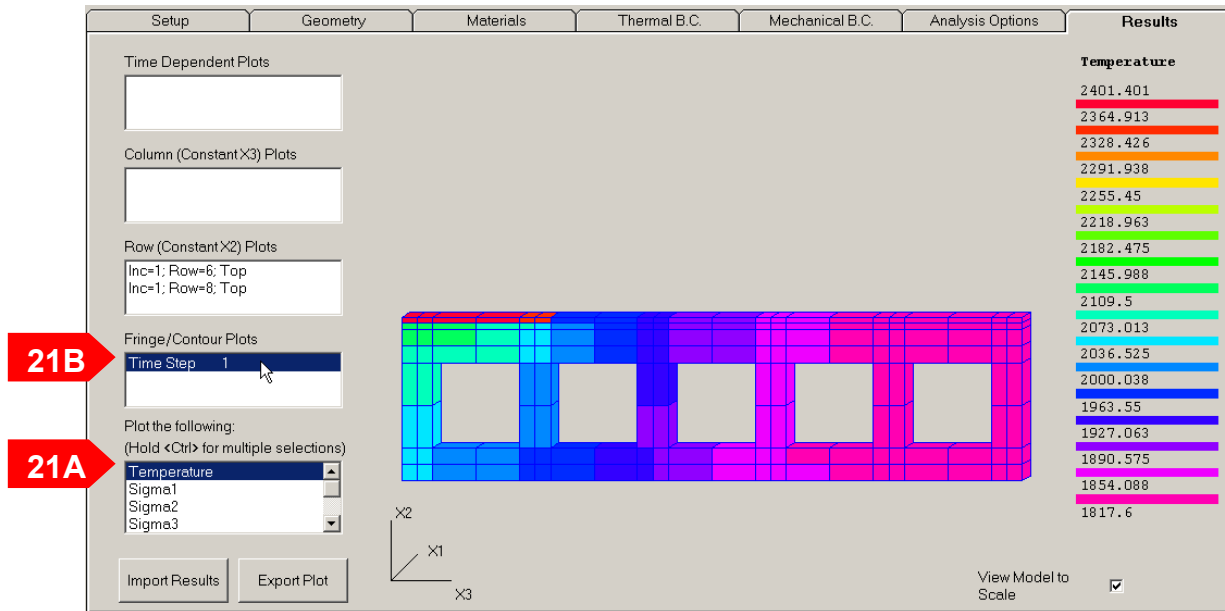 Setup Geometry Materials Thermal B.C. Mechanical B.C. Analysis Options Results
Time Dependent Plots
Column (Constant X3) Plots
Row (Constant X2) Plots
Inc=1; Row=6; Top
Inc=1; Row=8; Top
21B
Fringe/Contour Plots
Time Step 1
Plot the following:
(Hold <Ctrl> for multiple selections)
21A
Temperature
Sigma1
Sigma2
Sigma3
Import Results Export Plot
X2
X1
X3
View Model to
Scale
Temperature
2401.401
2364.913
2328.426
2291.938
2255.45
2218.963
2182.475
2145.988
2109.5
2073.013
2036.525
2000.038
1963.55
1927.063
1890.575
1854.088
1817.6